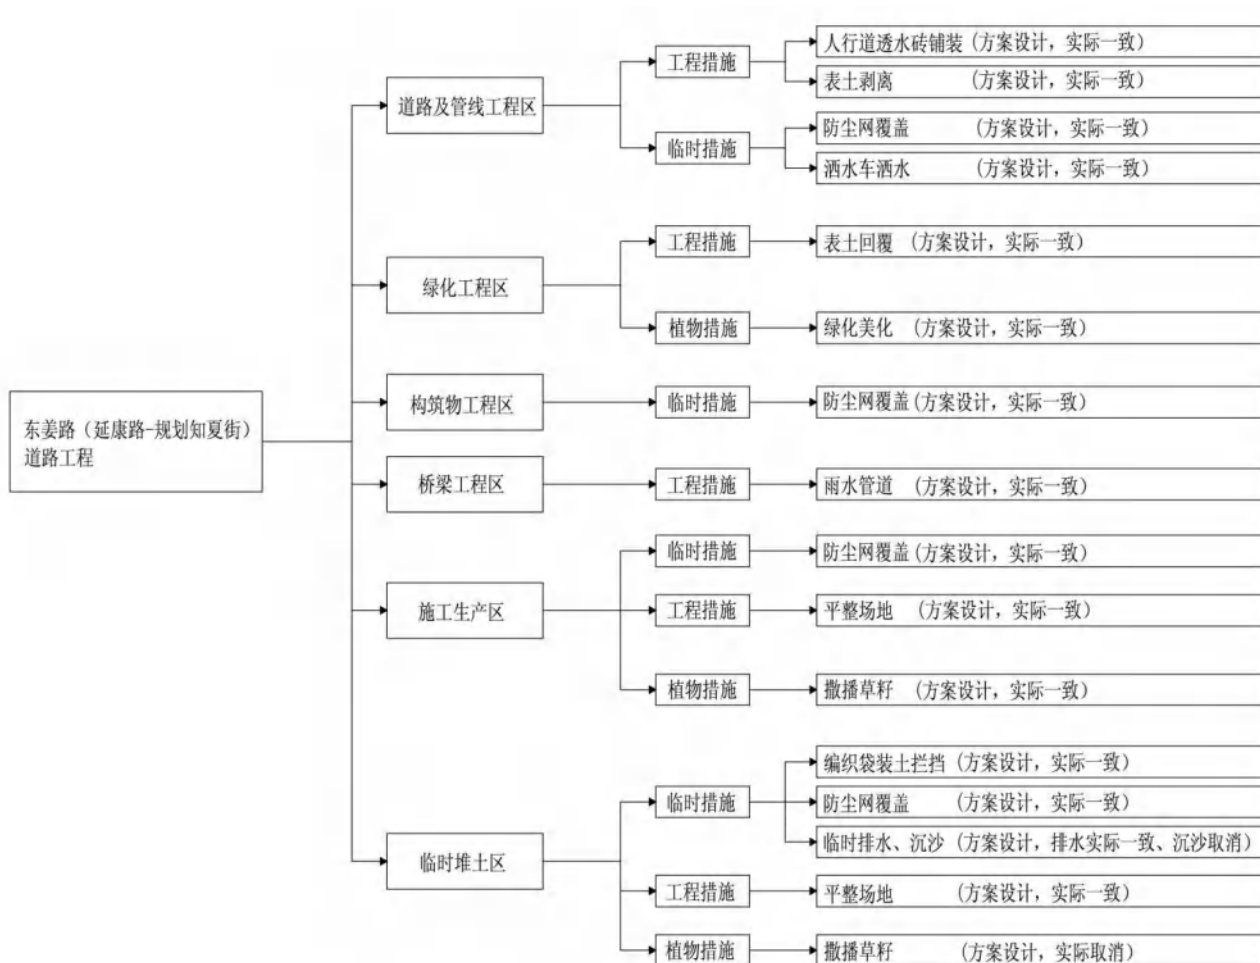 东姜路（延康路-规划知夏街）
道路工程
道路及管线工程区
工程措施
人行道透水砖铺装（方案设计，实际一致）
表土剥离（方案设计，实际一致）
临时措施
防尘网覆盖（方案设计，实际一致）
洒水车洒水（方案设计，实际一致）
绿化工程区
工程措施
表土回覆（方案设计，实际一致）
植物措施
绿化美化（方案设计，实际一致）
构筑物工程区
临时措施
防尘网覆盖（方案设计，实际一致）
桥梁工程区
工程措施
雨水管道（方案设计，实际一致）
施工生产区
临时措施
防尘网覆盖（方案设计，实际一致）
工程措施
平整场地（方案设计，实际一致）
植物措施
撒播草籽（方案设计，实际一致）
临时堆土区
临时措施
编织袋装土拦挡（方案设计，实际一致）
防尘网覆盖（方案设计，实际一致）
临时排水、沉沙（方案设计，排水实际一致、沉沙取消）
工程措施
平整场地（方案设计，实际一致）
植物措施
撒播草籽（方案设计，实际取消）